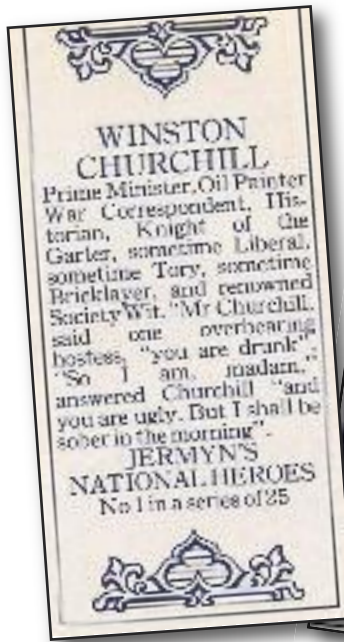 WINSTON
CHURCHILL
Prime Minister, Oil Painter
War Correspondent, His-
torian, Knight of the
Garter, sometime Liberal,
sometime Tory, sometime
Bricklayer, and renowned
Society Wit. "Mr Churchill,
said one overbearing
hostess, "you are drunk".
"So I am, madam,"
answered Churchill "and
you are ugly. But I shall be
sober in the morning".
JERMYN'S
NATIONAL HEROES
No 1 in a series of 25